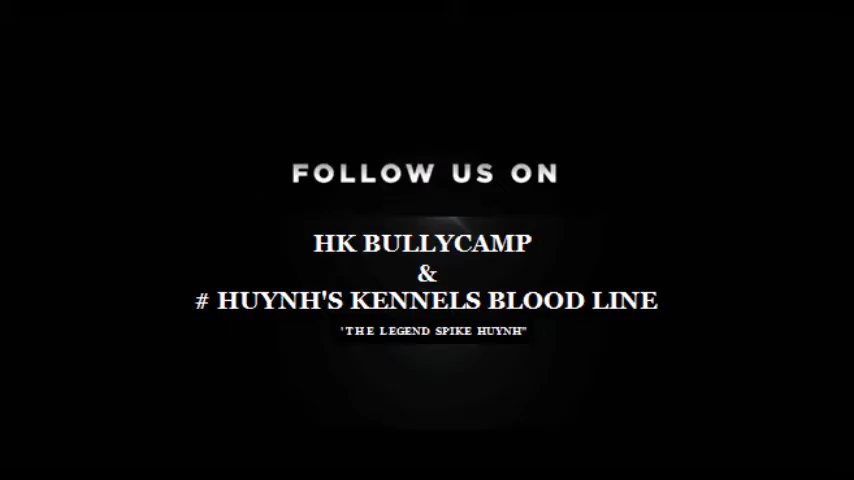 FOLLOW US ON
HK BULLYCAMP
&
# HUYNH'S KENNELS BLOOD LINE
'THE LEGEND SPIKE HUYNH"